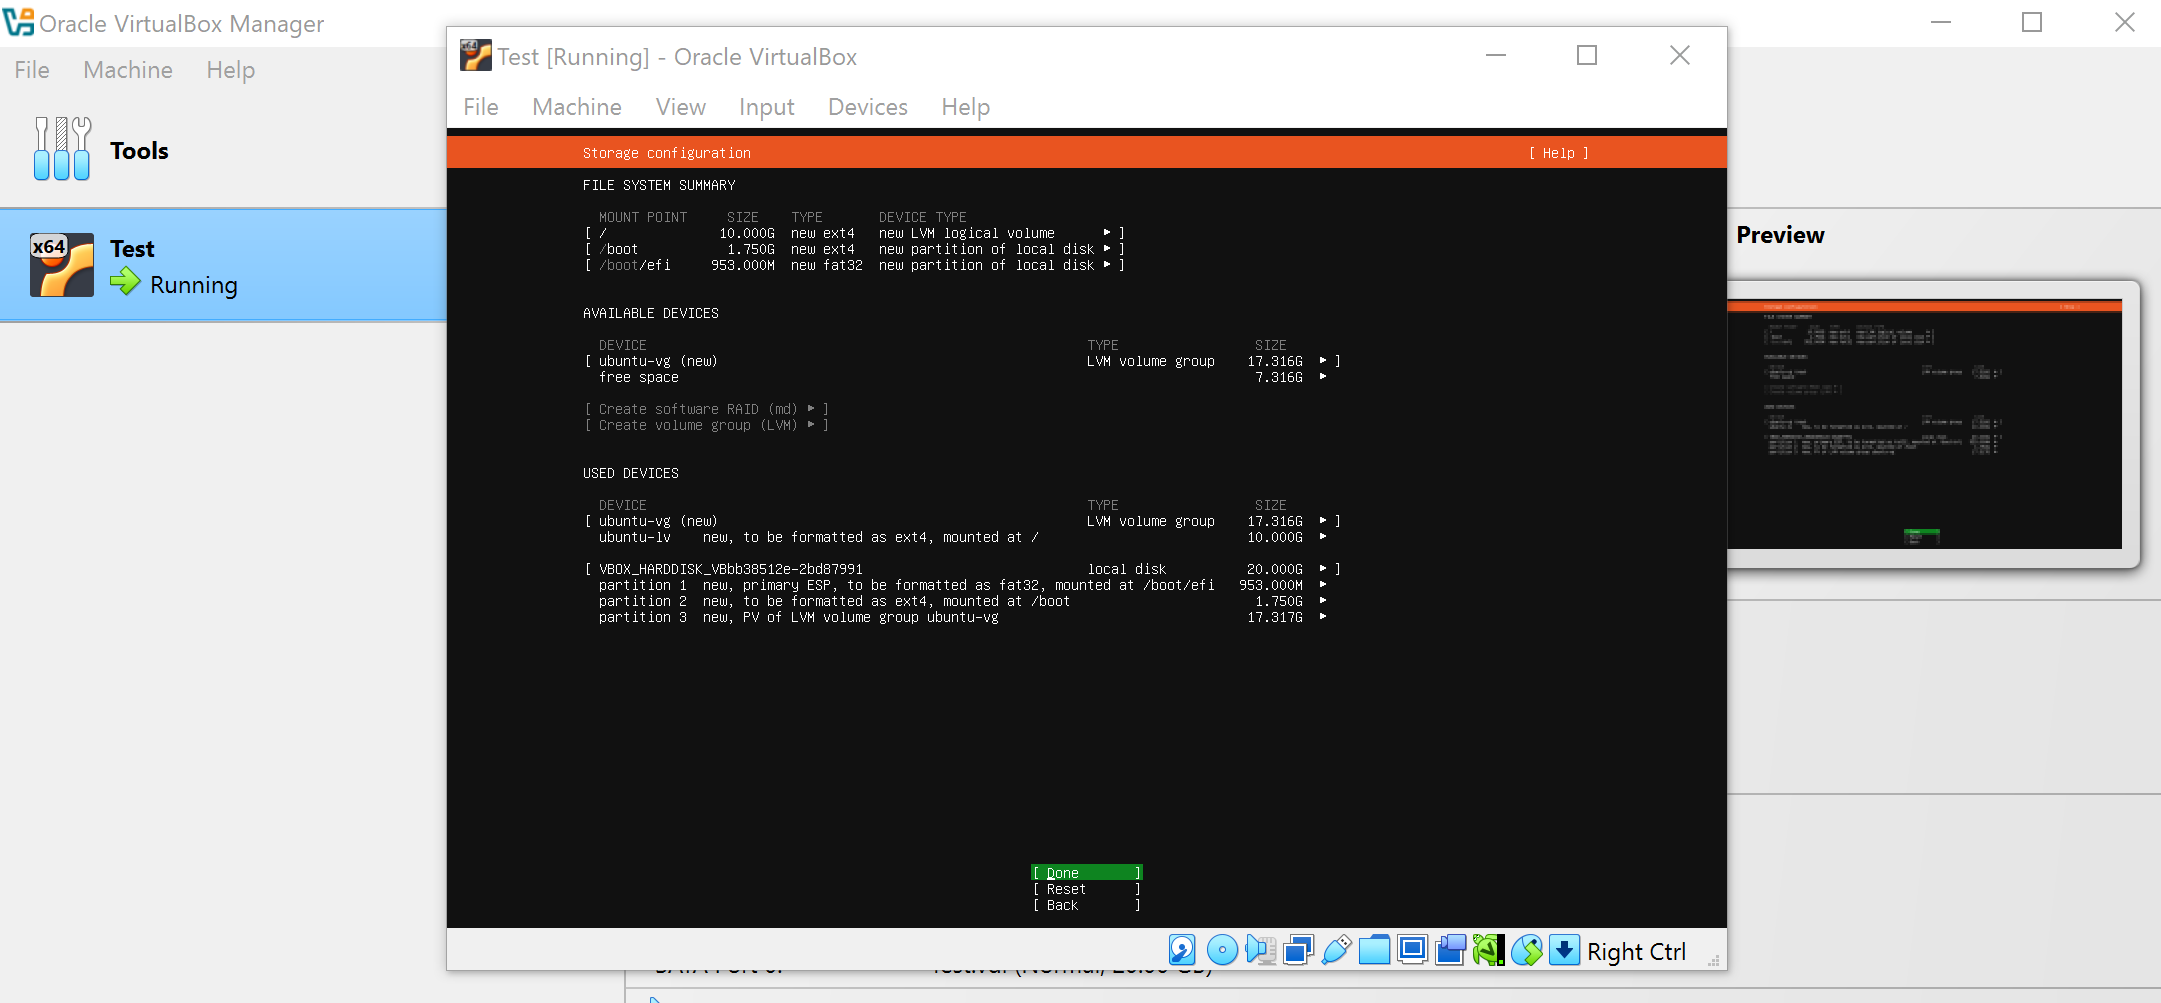 Oracle VirtualBox Manager
File Machine Help
Tools
x64
Test
Running
Test [Running] - Oracle VirtualBox
File Machine View Input Devices Help
Storage configuration [ Help ]
FILE SYSTEM SUMMARY
MOUNT POINT SIZE TYPE DEVICE TYPE
[ / 10.000G new ext4 new LVM logical volume ▸ ]
[ /boot 1.750G new ext4 new partition of local disk ▸ ]
[ /boot/efi 953.000M new fat32 new partition of local disk ▸ ]
AVAILABLE DEVICES
DEVICE TYPE SIZE
[ ubuntu-vg (new) LVM volume group 17.316G ▸ ]
free space 7.316G ▸
[ Create software RAID (md) ▸ ]
[ Create volume group (LVM) ▸ ]
USED DEVICES
DEVICE TYPE SIZE
[ ubuntu-vg (new) LVM volume group 17.316G ▸ ]
ubuntu-lv new, to be formatted as ext4, mounted at / 10.000G ▸
[ VBOX_HARDDISK_VBbb38512e-2bd87991 local disk 20.000G ▸ ]
partition 1 new, primary ESP, to be formatted as fat32, mounted at /boot/efi 953.000M ▸
partition 2 new, to be formatted as ext4, mounted at /boot 1.750G ▸
partition 3 new, PV of LVM volume group ubuntu-vg 17.317G ▸
[ Done ]
[ Reset ]
[ Back ]
Right Ctrl
Preview